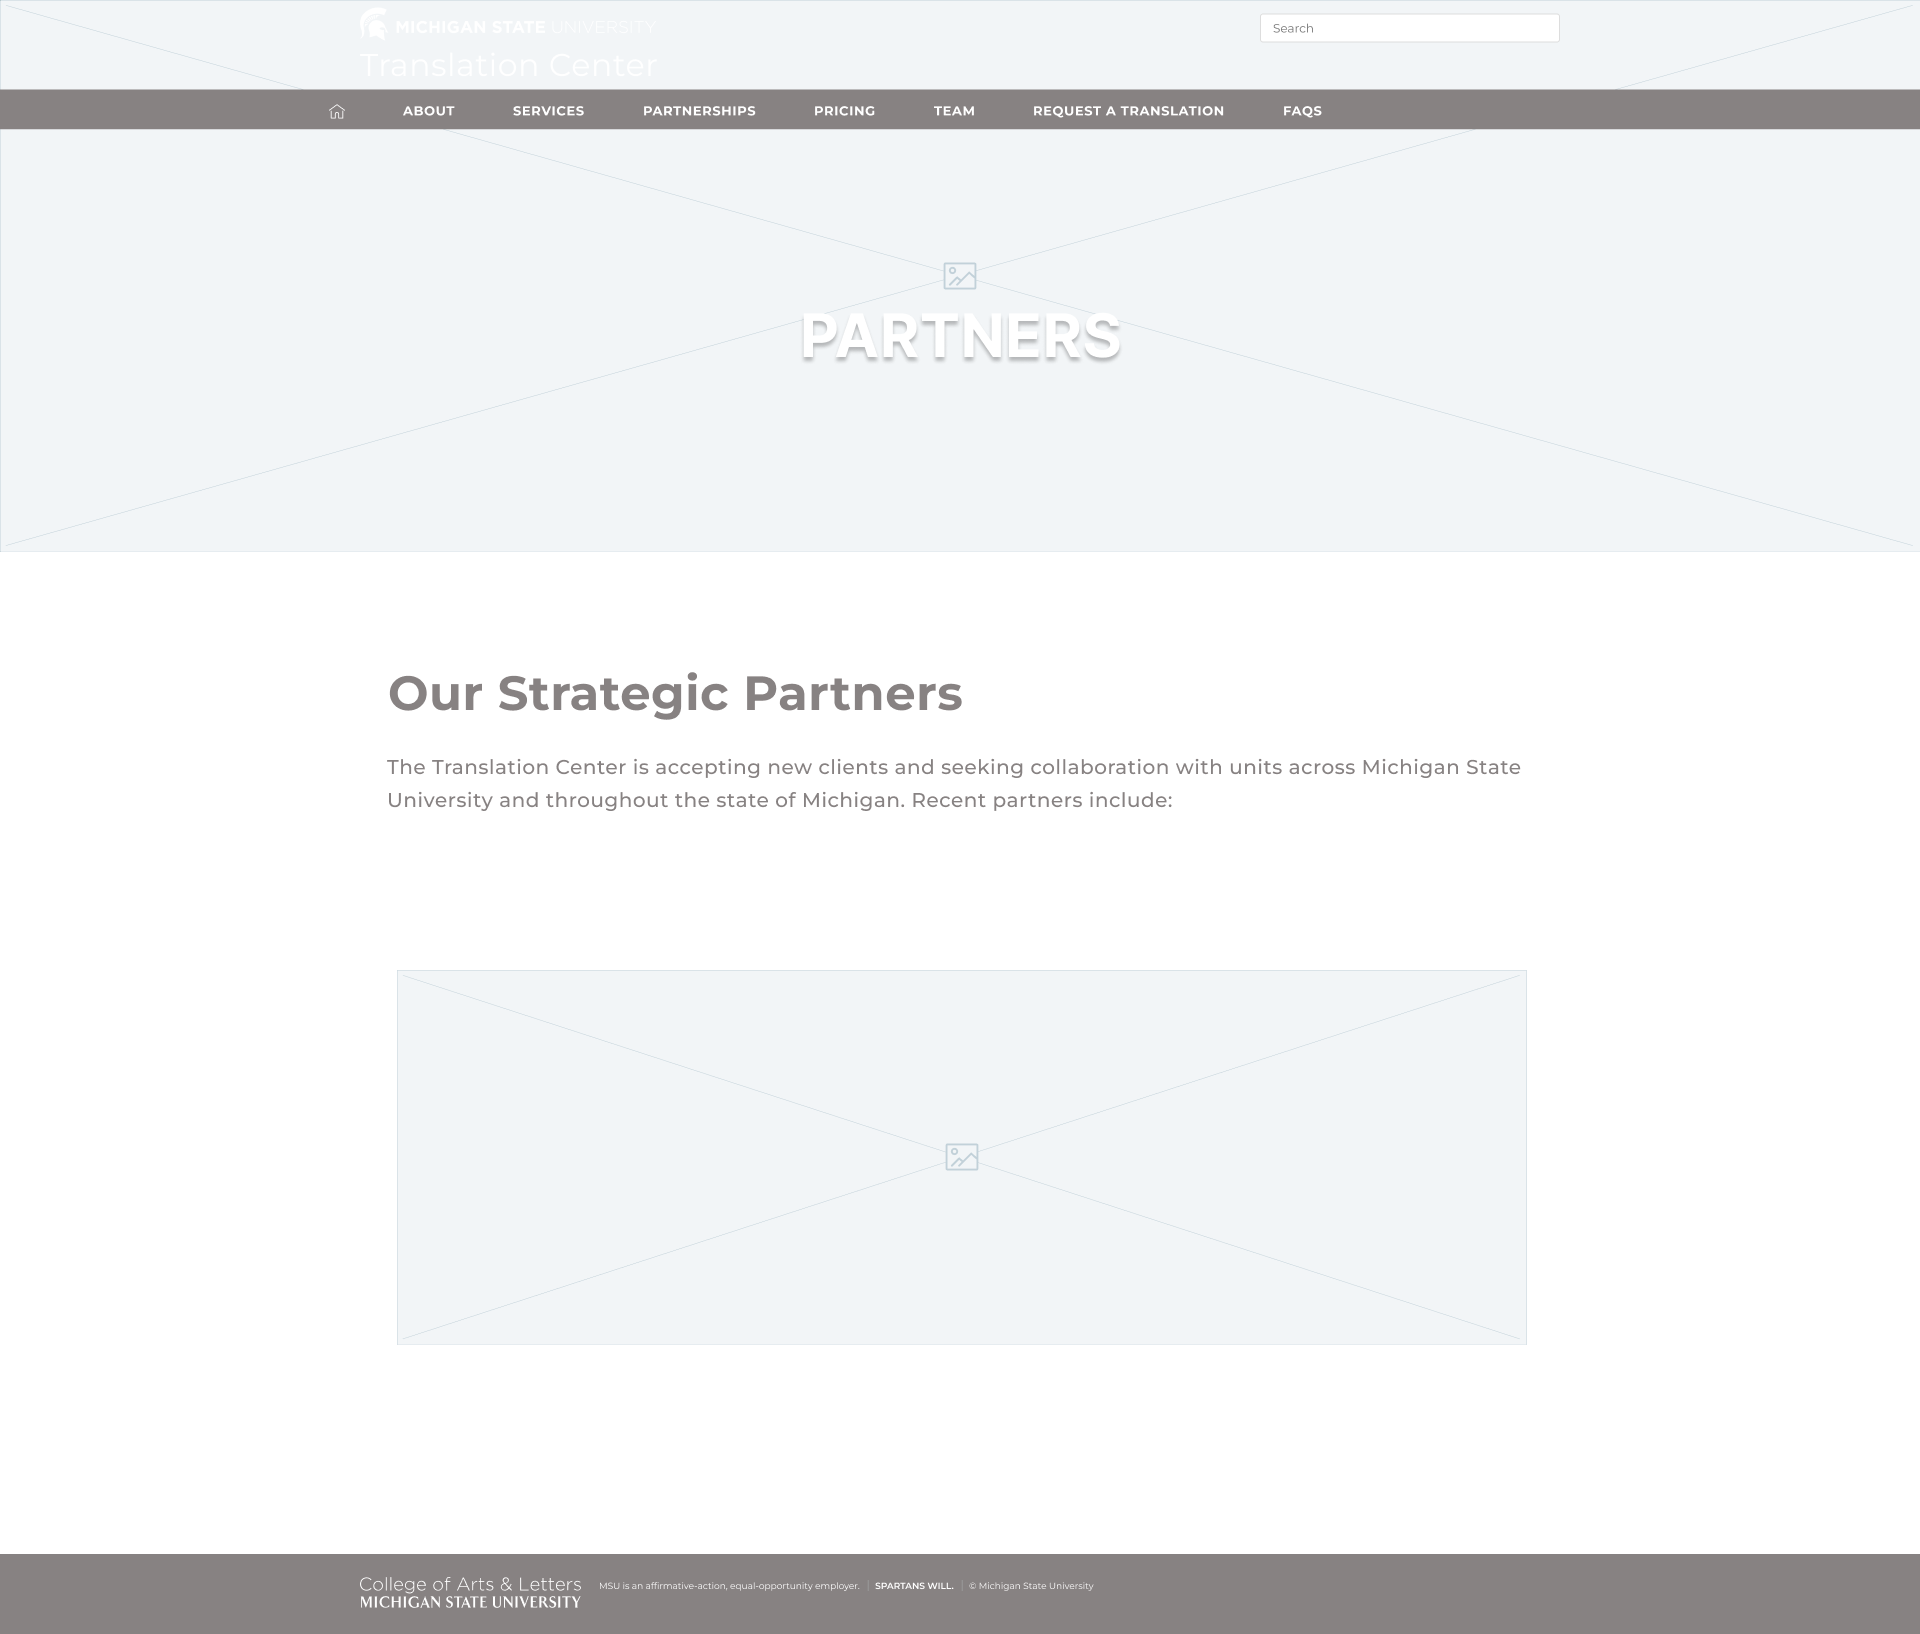 MICHIGAN STATE UNIVERSITY
Search
Translation Center
ABOUT SERVICES PARTNERSHIPS PRICING TEAM REQUEST A TRANSLATION FAQS
PARTNERS
Our Strategic Partners
The Translation Center is accepting new clients and seeking collaboration with units across Michigan State
University and throughout the state of Michigan. Recent partners include:
College of Arts & Letters
MICHIGAN STATE UNIVERSITY
MSU is an affirmative-action, equal-opportunity employer. | SPARTANS WILL. | © Michigan State University